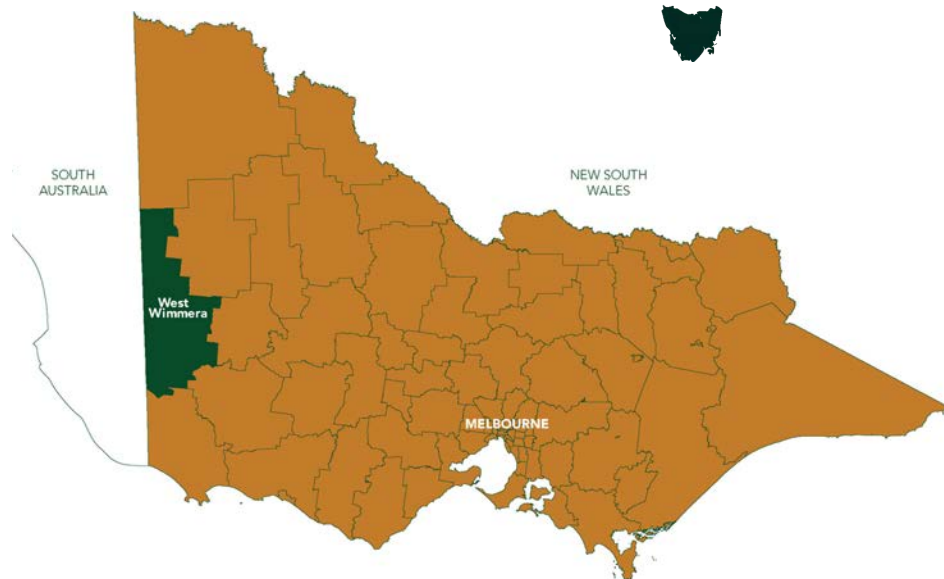 SOUTH
AUSTRALIA
NEW SOUTH
WALES
West
Wimmera
MELBOURNE